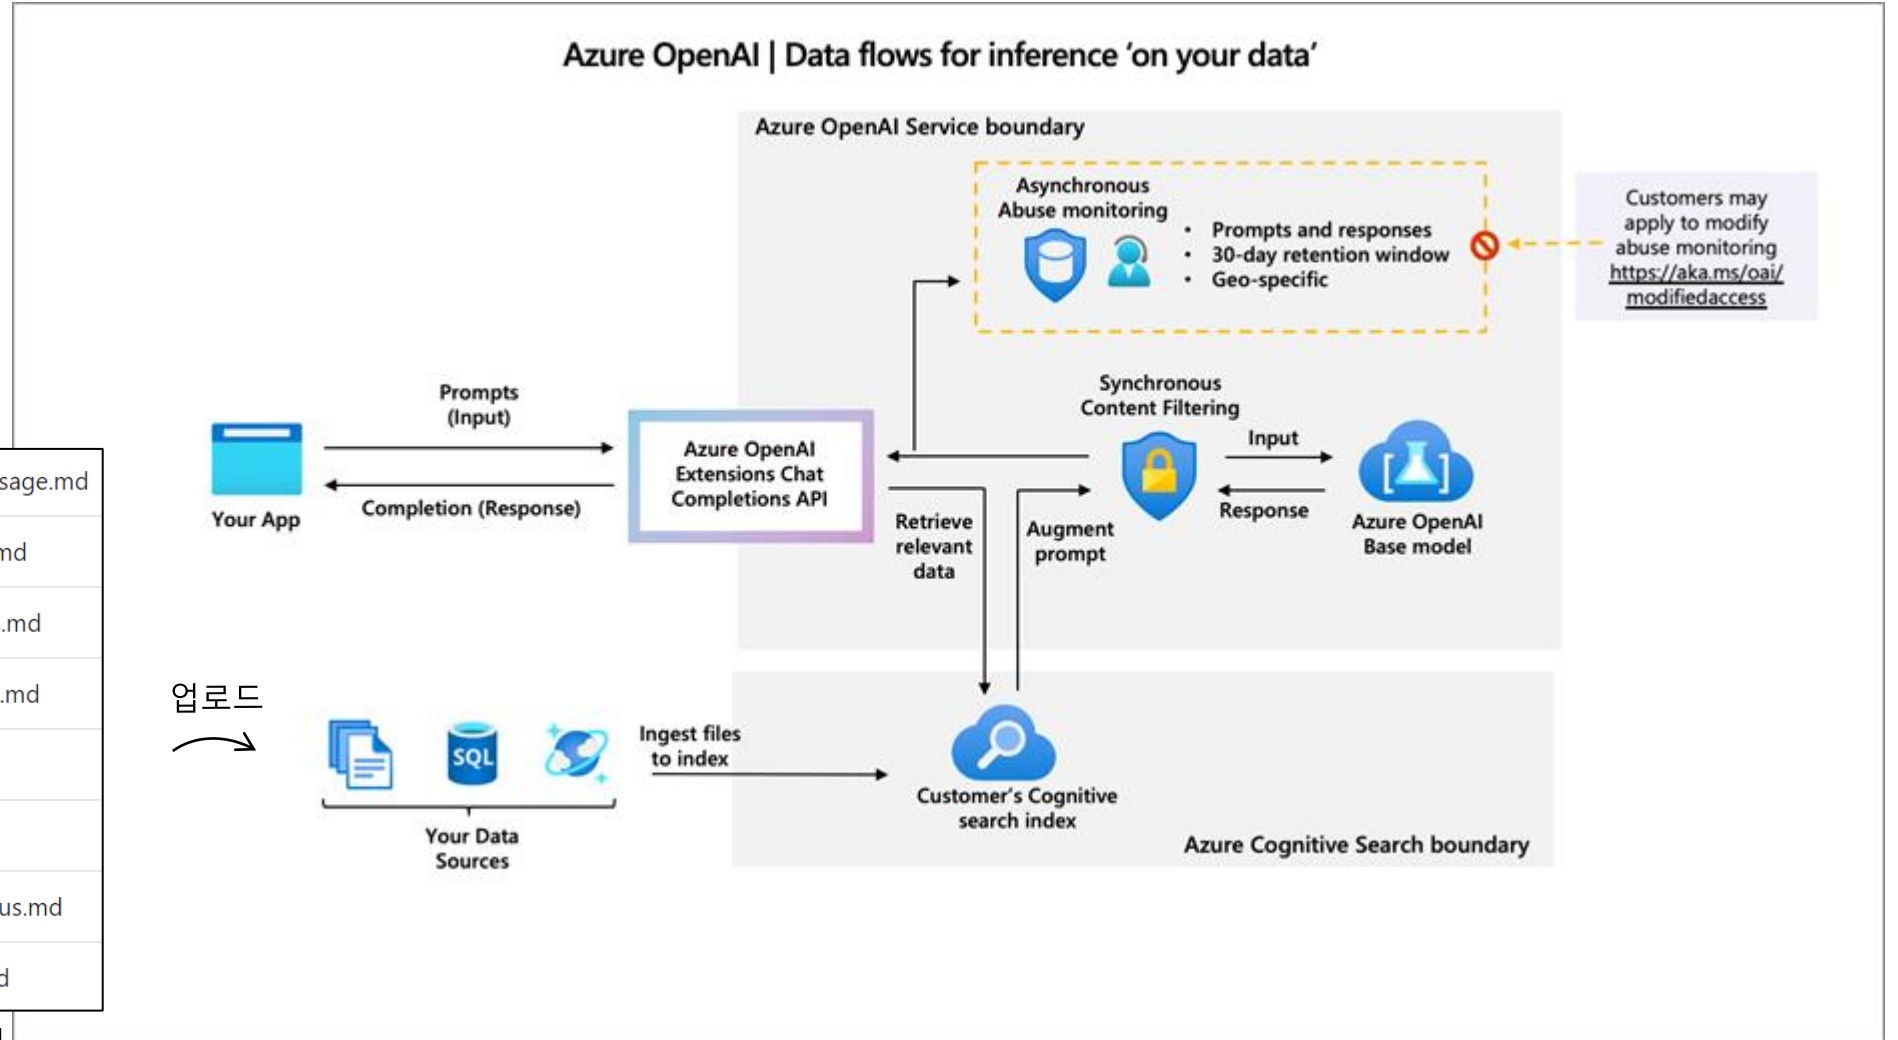 Azure OpenAI | Data flows for inference 'on your data'
Azure OpenAI Service boundary
Asynchronous
Abuse monitoring
• Prompts and responses
• 30-day retention window
• Geo-specific
Customers may
apply to modify
abuse monitoring
https://aka.ms/oai/
modifiedaccess
Prompts
(Input)
Completion (Response)
Your App
Azure OpenAI
Extensions Chat
Completions API
Synchronous
Content Filtering
Input
Response
Azure OpenAI
Base model
Retrieve
relevant
data
Augment
prompt
sage.md
md
.md
.md
us.md
d
업로드
SQL
Your Data
Sources
Ingest files
to index
Customer's Cognitive
search index
Azure Cognitive Search boundary